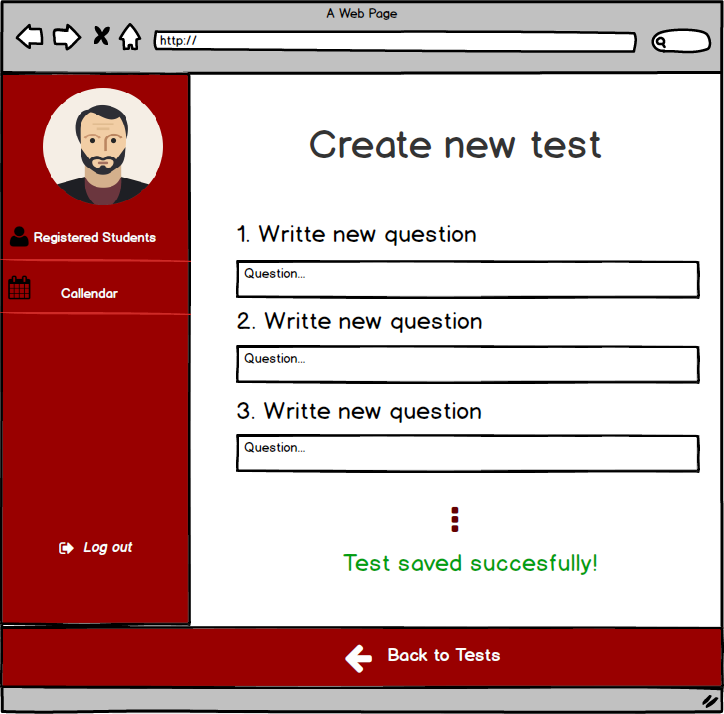 A Web Page
http://
Registered Students
Callendar
Log out
Create new test
1. Writte new question
Question...
2. Writte new question
Question...
3. Writte new question
Question...
Test saved succesfully!
Back to Tests